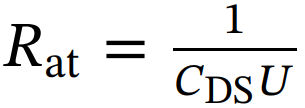 R_at = 1 / (C_DS U)